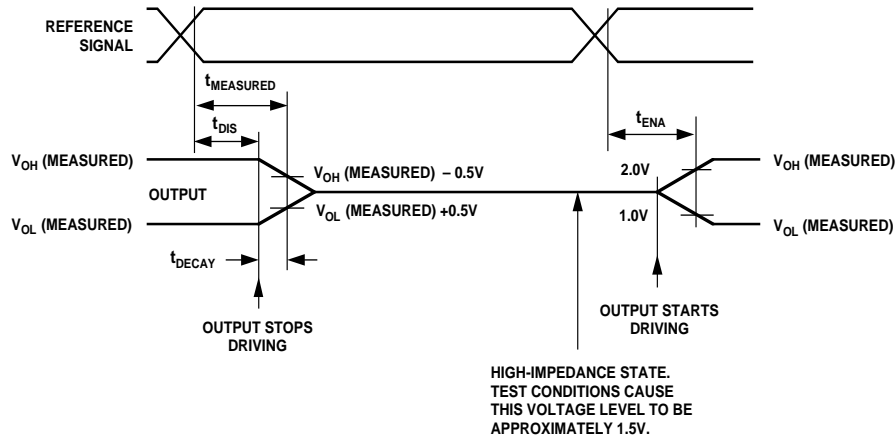 REFERENCE
SIGNAL
tMEASURED
tDIS
tENA
VOH (MEASURED)
VOH (MEASURED) – 0.5V
2.0V
VOH (MEASURED)
OUTPUT
VOL (MEASURED) +0.5V
1.0V
VOL (MEASURED)
VOL (MEASURED)
tDECAY
OUTPUT STOPS
DRIVING
OUTPUT STARTS
DRIVING
HIGH-IMPEDANCE STATE.
TEST CONDITIONS CAUSE
THIS VOLTAGE LEVEL TO BE
APPROXIMATELY 1.5V.